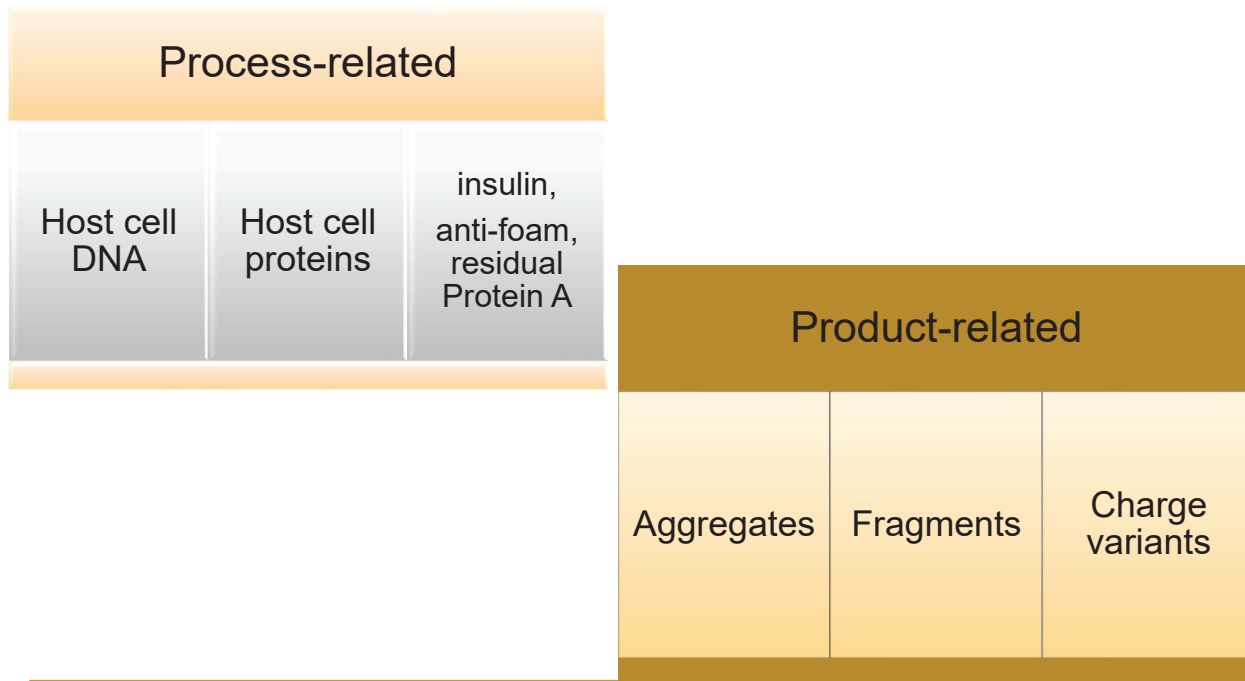 Process-related
Host cell
DNA
Host cell
proteins
insulin,
anti-foam,
residual
Protein A
Product-related
Aggregates
Fragments
Charge
variants